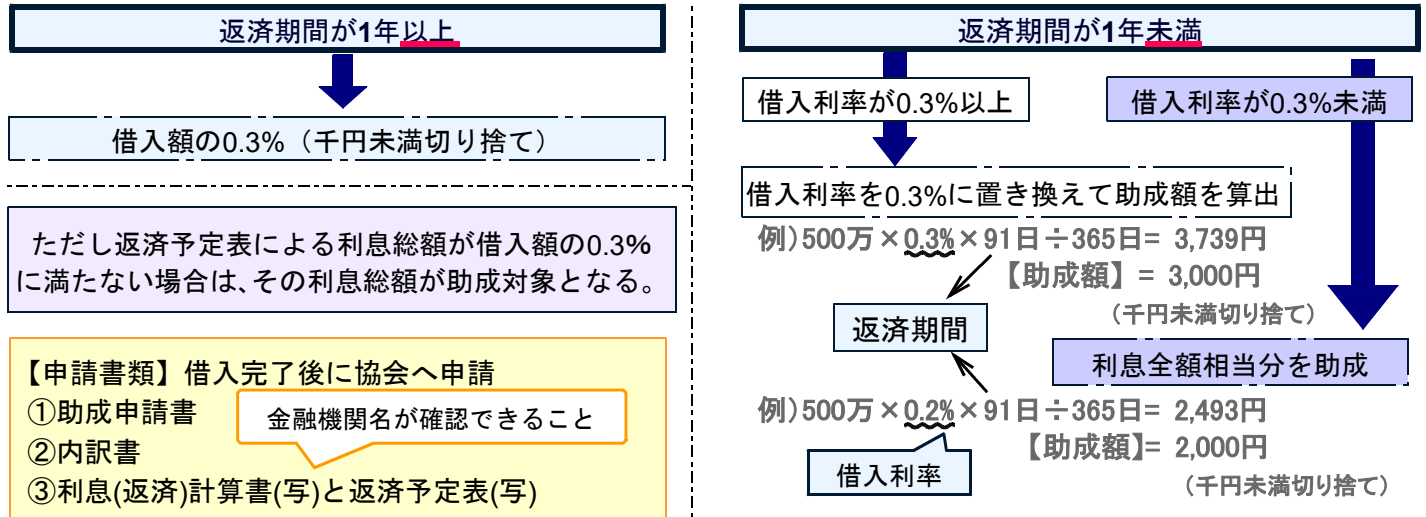 返済期間が1年以上
借入額の0.3%（千円未満切り捨て）
ただし返済予定表による利息総額が借入額の0.3%
に満たない場合は、その利息総額が助成対象となる。
【申請書類】借入完了後に協会へ申請
①助成申請書
金融機関名が確認できること
②内訳書
③利息(返済)計算書(写)と返済予定表(写)
返済期間が1年未満
借入利率が0.3%以上
借入利率が0.3%未満
借入利率を0.3%に置き換えて助成額を算出
例)500万×0.3%×91日÷365日= 3,739円
【助成額】= 3,000円
（千円未満切り捨て）
返済期間
利息全額相当分を助成
例)500万×0.2%×91日÷365日= 2,493円
【助成額】= 2,000円
借入利率
（千円未満切り捨て）